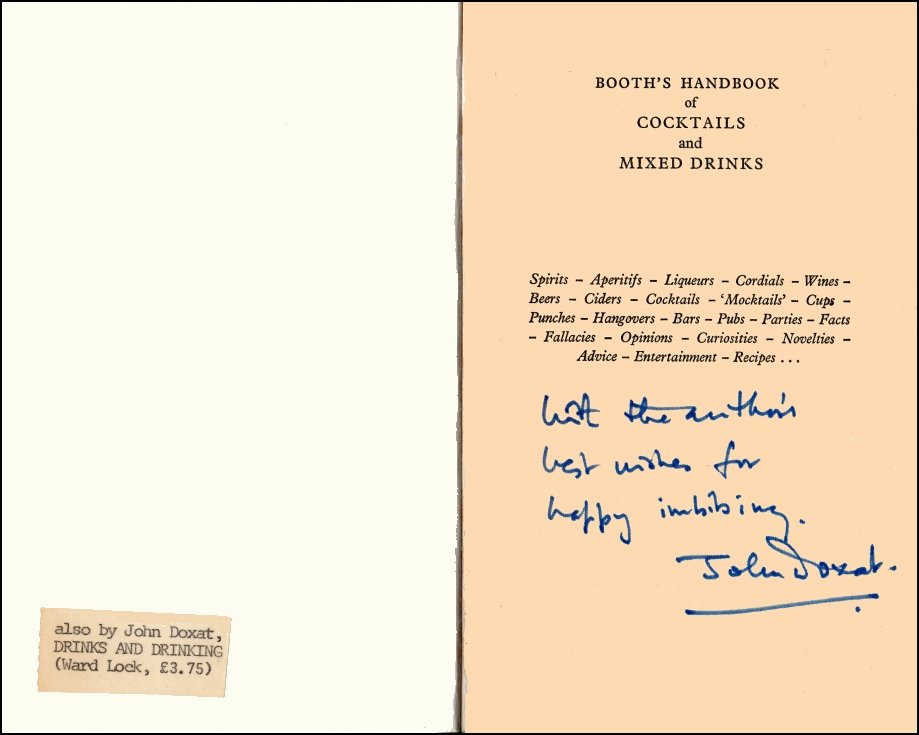 also by John Doxat,
DRINKS AND DRINKING
(Ward Lock, £3.75)
BOOTH'S HANDBOOK
of
COCKTAILS
and
MIXED DRINKS
Spirits – Aperitifs – Liqueurs – Cordials – Wines –
Beers – Ciders – Cocktails – 'Mocktails' – Cups –
Punches – Hangovers – Bars – Pubs – Parties – Facts
– Fallacies – Opinions – Curiosities – Novelties –
Advice – Entertainment – Recipes . . .
With the author's
best wishes for
happy imbibing.
John Doxat.